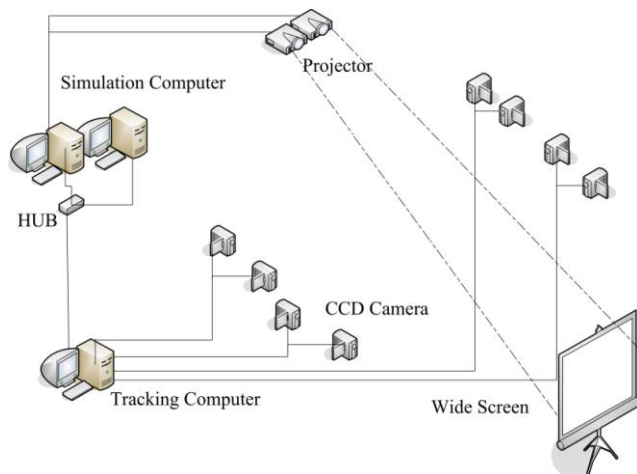 Projector
Simulation Computer
HUB
CCD Camera
Tracking Computer
Wide Screen